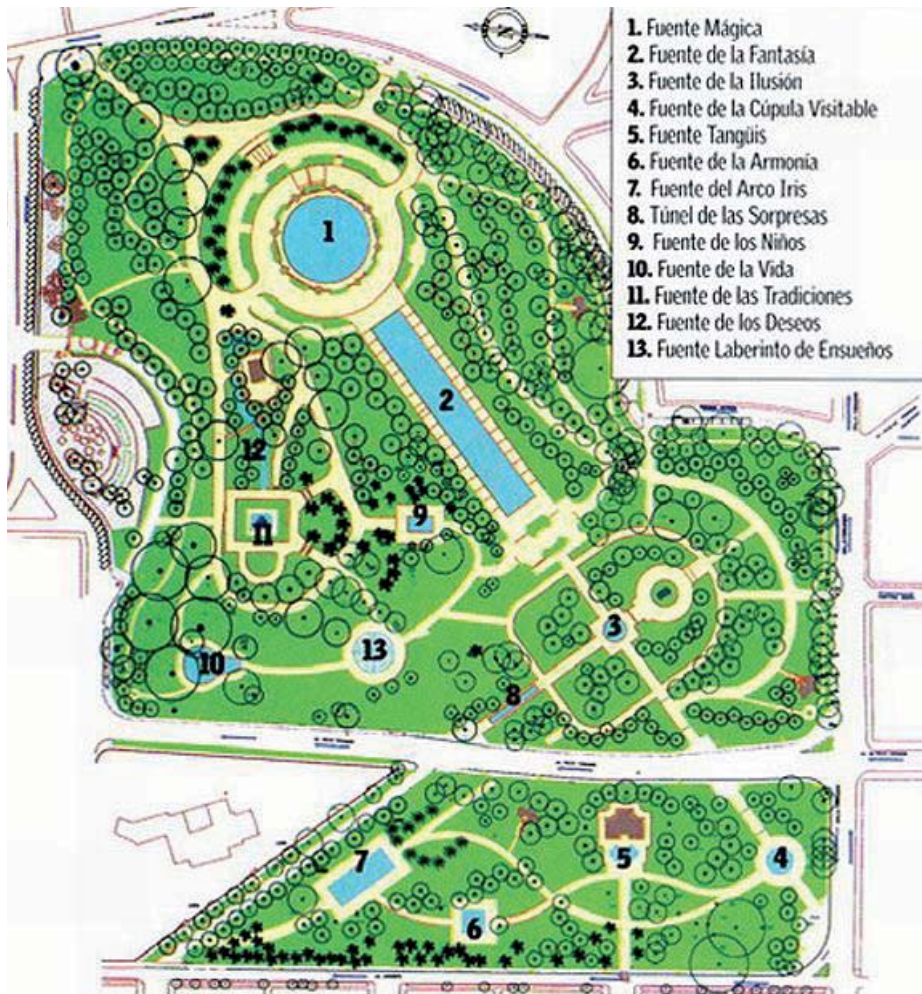 1. Fuente Mágica
2. Fuente de la Fantasía
3. Fuente de la Ilusión
4. Fuente de la Cúpula Visitable
5. Fuente Tangüis
6. Fuente de la Armonía
7. Fuente del Arco Iris
8. Túnel de las Sorpresas
9. Fuente de los Niños
10. Fuente de la Vida
11. Fuente de las Tradiciones
12. Fuente de los Deseos
13. Fuente Laberinto de Ensueños
1
2
12
9
11
3
13
10
8
7
5
4
6